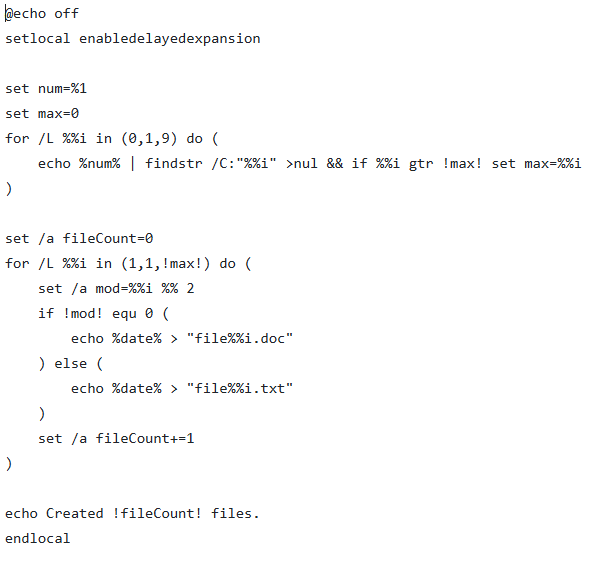 @echo off
setlocal enabledelayedexpansion

set num=%1
set max=0
for /L %%i in (0,1,9) do (
    echo %num% | findstr /C:"%%i" >nul && if %%i gtr !max! set max=%%i
)

set /a fileCount=0
for /L %%i in (1,1,!max!) do (
    set /a mod=%%i %% 2
    if !mod! equ 0 (
        echo %date% > "file%%i.doc"
    ) else (
        echo %date% > "file%%i.txt"
    )
    set /a fileCount+=1
)

echo Created !fileCount! files.
endlocal